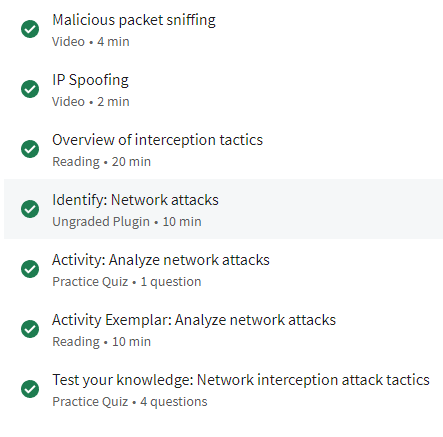 Malicious packet sniffing
Video • 4 min
IP Spoofing
Video • 2 min
Overview of interception tactics
Reading • 20 min
Identify: Network attacks
Ungraded Plugin • 10 min
Activity: Analyze network attacks
Practice Quiz • 1 question
Activity Exemplar: Analyze network attacks
Reading • 10 min
Test your knowledge: Network interception attack tactics
Practice Quiz • 4 questions